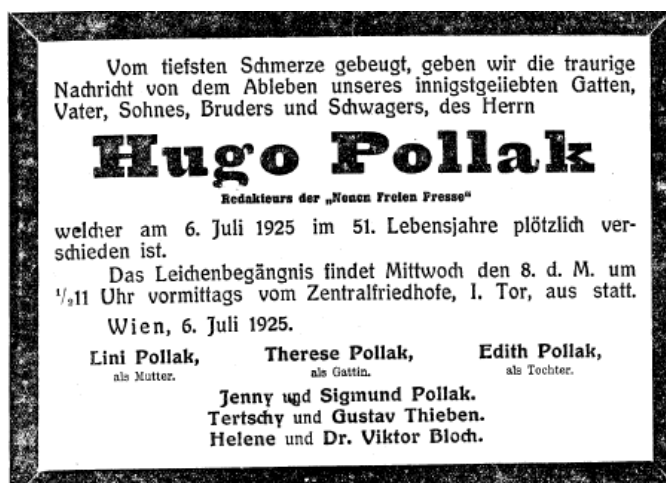 Vom tiefsten Schmerze gebeugt, geben wir die traurige
Nachricht von dem Ableben unseres innigstgeliebten Gatten,
Vater, Sohnes, Bruders und Schwagers, des Herrn
Hugo Pollak
Redakteurs der „Neuen Freien Presse“
welcher am 6. Juli 1925 im 51. Lebensjahre plötzlich ver-
schieden ist.
Das Leichenbegängnis findet Mittwoch den 8. d. M. um
½11 Uhr vormittags vom Zentralfriedhofe, I. Tor, aus statt.
Wien, 6. Juli 1925.
Lini Pollak, Therese Pollak, Edith Pollak,
als Mutter. als Gattin. als Tochter.
Jenny und Sigmund Pollak.
Tertschy und Gustav Thieben.
Helene und Dr. Viktor Bloch.